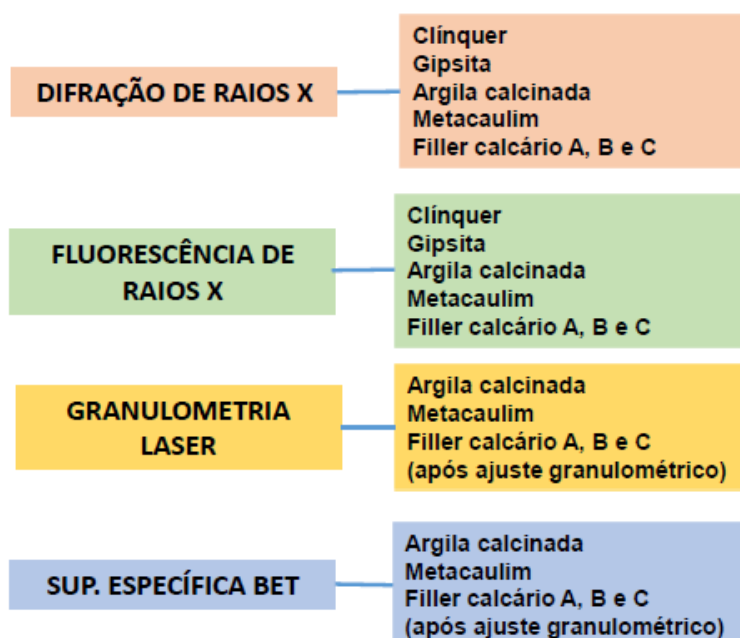 DIFRAÇÃO DE RAIOS X
Clínquer
Gipsita
Argila calcinada
Metacaulim
Filler calcário A, B e C
FLUORESCÊNCIA DE
RAIOS X
Clínquer
Gipsita
Argila calcinada
Metacaulim
Filler calcário A, B e C
GRANULOMETRIA
LASER
Argila calcinada
Metacaulim
Filler calcário A, B e C
(após ajuste granulométrico)
SUP. ESPECÍFICA BET
Argila calcinada
Metacaulim
Filler calcário A, B e C
(após ajuste granulométrico)